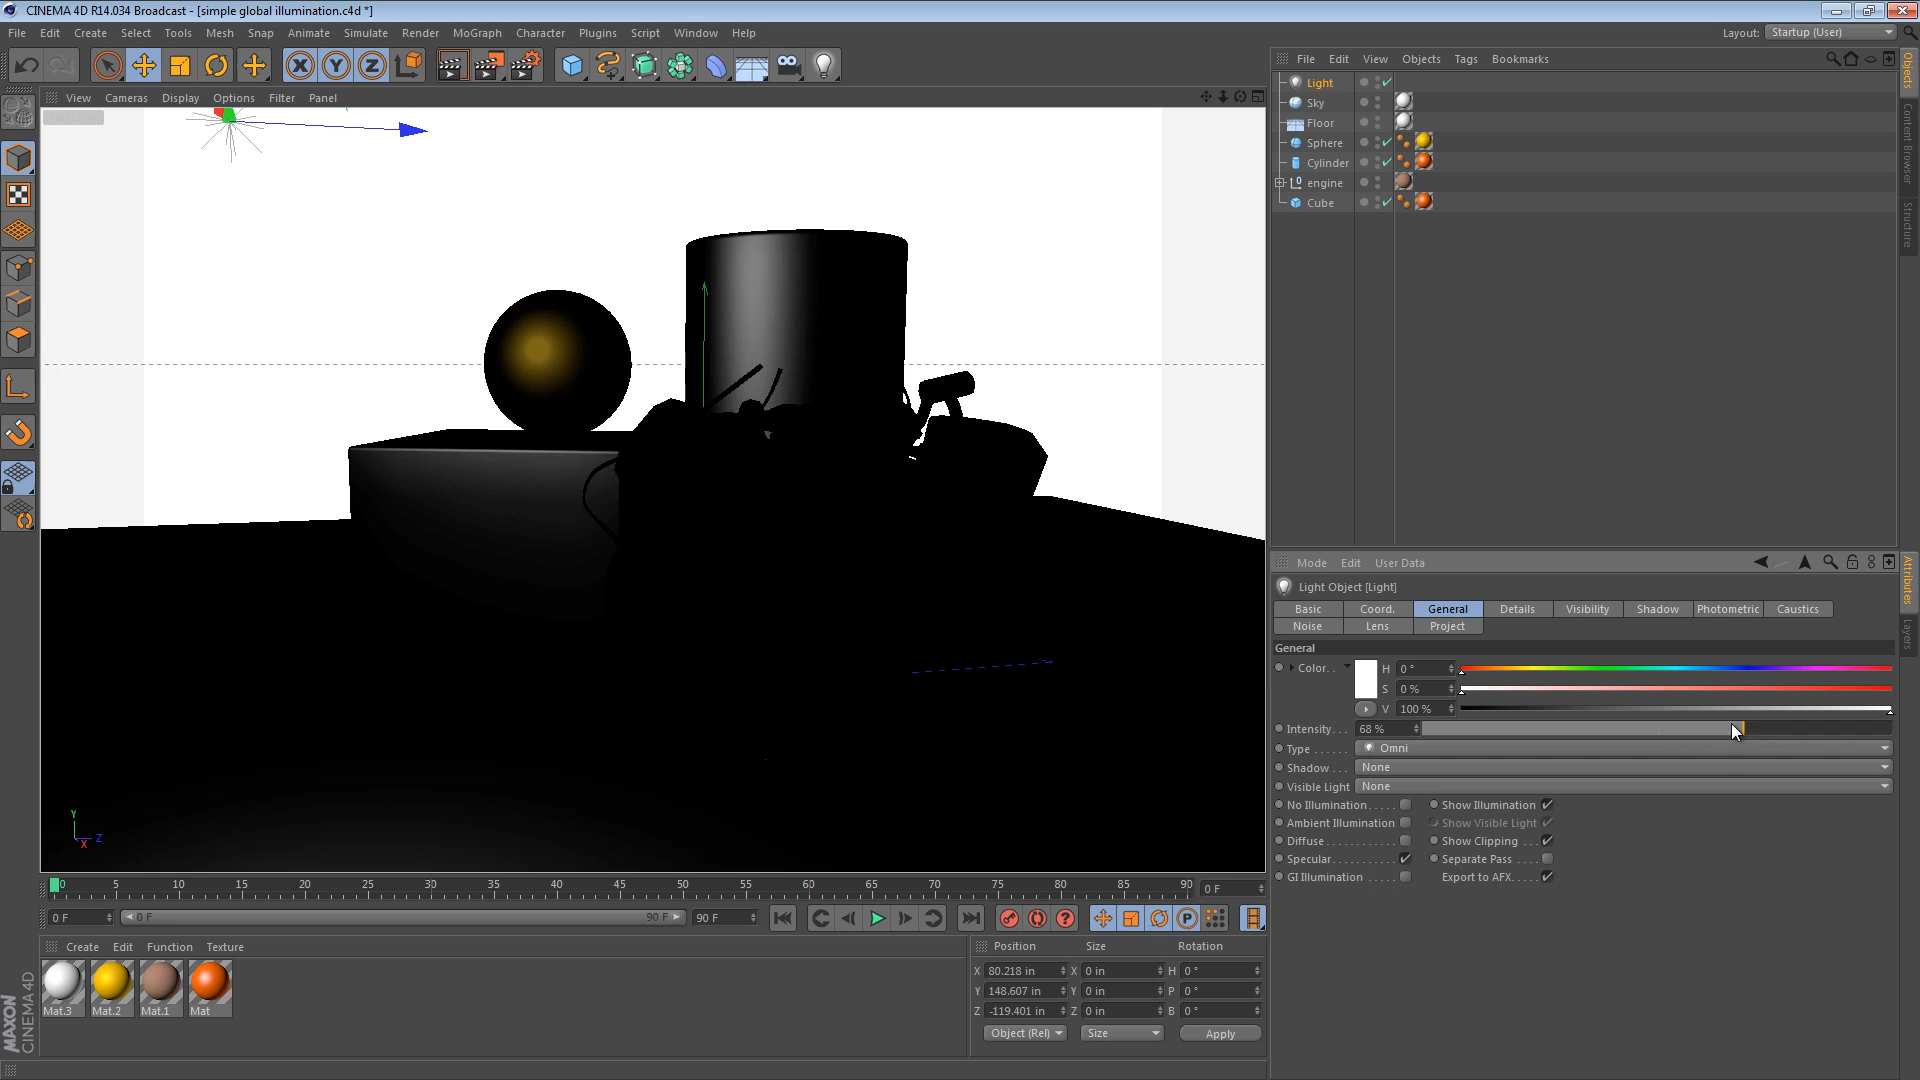 CINEMA 4D R14.034 Broadcast - [simple global illumination.c4d *]
File Edit Create Select Tools Mesh Snap Animate Simulate Render MoGraph Character Plugins Script Window Help
Layout: Startup (User)
File Edit View Objects Tags Bookmarks
View Cameras Display Options Filter Panel
Light
Sky
Floor
Sphere
Cylinder
engine
Cube
Objects
Content Browser
Structure
Mode Edit User Data
Light Object [Light]
Basic Coord. General Details Visibility Shadow Photometric Caustics
Noise Lens Project
General
Color. . H 0 °
S 0 %
V 100 %
Intensity. . . 68 %
Type . . . . . . Omni
Shadow . . . None
Visible Light None
No Illumination. . . . . Show Illumination
Ambient Illumination Show Visible Light
Diffuse . . . . . . . . . . . . Show Clipping . . .
Specular. . . . . . . . . . . Separate Pass . . . .
GI Illumination . . . . . Export to AFX. . . . .
Attributes
Layers
Y
Z
X
0 5 10 15 20 25 30 35 40 45 50 55 60 65 70 75 80 85 90 0 F
0 F 0 F 90 F 90 F
Create Edit Function Texture
Mat.3 Mat.2 Mat.1 Mat
Position Size Rotation
X 80.218 in X 0 in H 0 °
Y 148.607 in Y 0 in P 0 °
Z -119.401 in Z 0 in B 0 °
Object (Rel) Size Apply
MAXON
CINEMA 4D